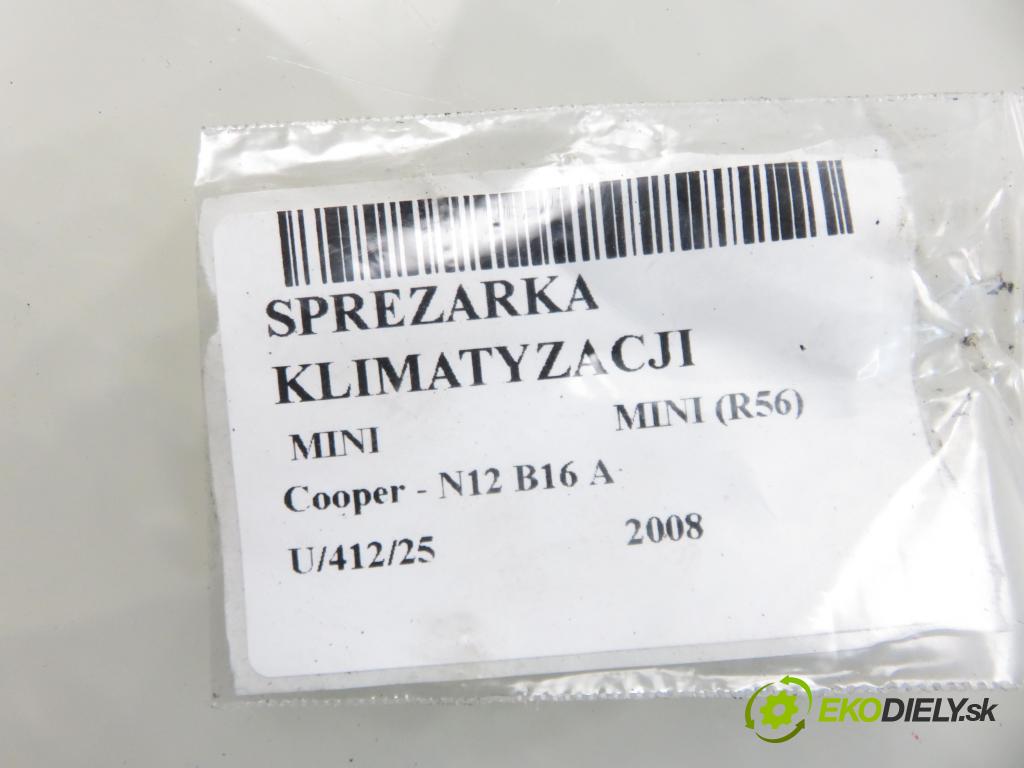 SPREZARKA
KLIMATYZACJI
MINI MINI (R56)
Cooper - N12 B16 A
U/412/25 2008
EKODIELY.sk